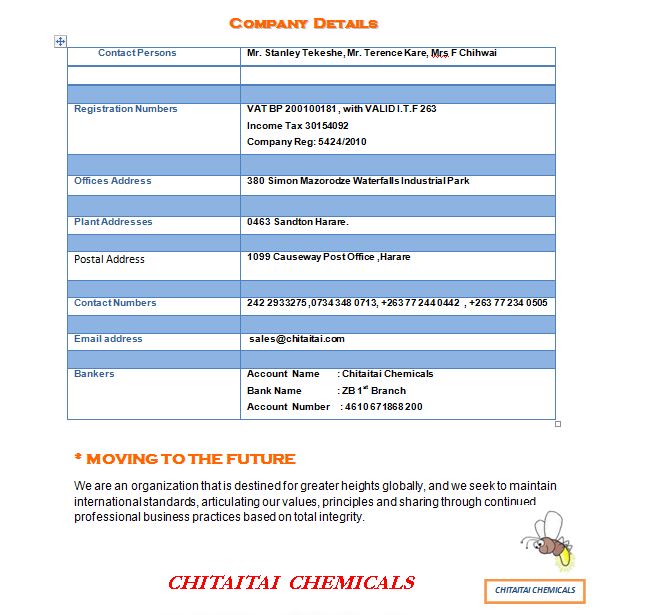 COMPANY DETAILS
Contact Persons Mr. Stanley Tekeshe, Mr. Terence Kare, Mrs F Chihwai
Registration Numbers VAT BP 200100181, with VALID I.T.F 263
Income Tax 30154092
Company Reg: 5424/2010
Offices Address 380 Simon Mazorodze Waterfalls Industrial Park
Plant Addresses 0463 Sandton Harare.
Postal Address 1099 Causeway Post Office ,Harare
Contact Numbers 242 2933275 ,0734 348 0713, +263 77 244 0442 , +263 77 234 0505
Email address sales@chitaitai.com
Bankers Account Name : Chitaitai Chemicals
Bank Name : ZB 1st Branch
Account Number : 4610 671868 200
* MOVING TO THE FUTURE
We are an organization that is destined for greater heights globally, and we seek to maintain
international standards, articulating our values, principles and sharing through continued
professional business practices based on total integrity.
CHITAITAI CHEMICALS
CHITAITAI CHEMICALS